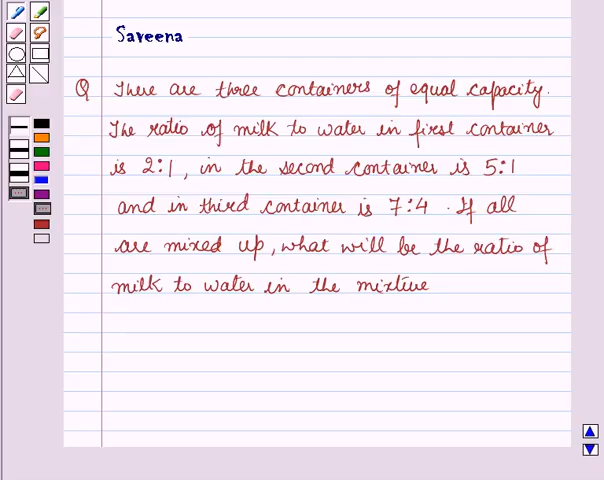 Saveena
Q There are three containers of equal capacity.
The ratio of milk to water in first container
is 2:1, in the second container is 5:1
and in third container is 7:4. If all
are mixed up, what will be the ratio of
milk to water in the mixture